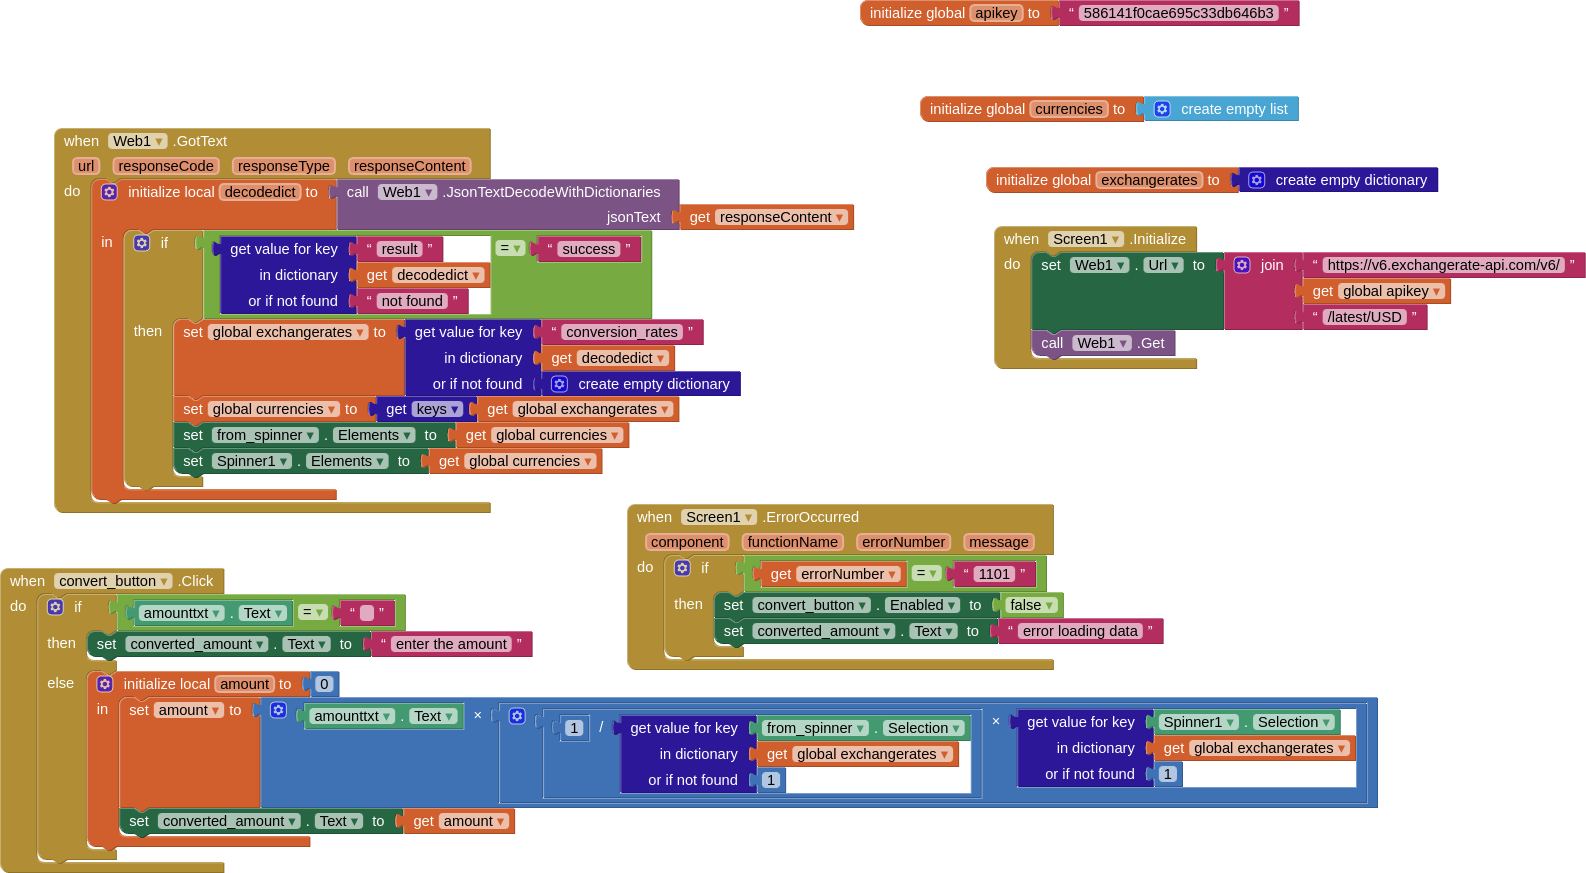 initialize global apikey to “ 586141f0cae695c33db646b3 ”
initialize global currencies to create empty list
initialize global exchangerates to create empty dictionary
when Screen1 .Initialize
do set Web1 . Url to join “ https://v6.exchangerate-api.com/v6/ ”
get global apikey
“ /latest/USD ”
call Web1 .Get
when Web1 .GotText
url responseCode responseType responseContent
do initialize local decodedict to call Web1 .JsonTextDecodeWithDictionaries
jsonText get responseContent
in if get value for key “ result ” = “ success ”
in dictionary get decodedict
or if not found “ not found ”
then set global exchangerates to get value for key “ conversion_rates ”
in dictionary get decodedict
or if not found create empty dictionary
set global currencies to get keys get global exchangerates
set from_spinner . Elements to get global currencies
set Spinner1 . Elements to get global currencies
when Screen1 .ErrorOccurred
component functionName errorNumber message
do if get errorNumber = “ 1101 ”
then set convert_button . Enabled to false
set converted_amount . Text to “ error loading data ”
when convert_button .Click
do if amounttxt . Text = “ ”
then set converted_amount . Text to “ enter the amount ”
else initialize local amount to 0
in set amount to amounttxt . Text × 1 / get value for key from_spinner . Selection × get value for key Spinner1 . Selection
in dictionary get global exchangerates in dictionary get global exchangerates
or if not found 1 or if not found 1
set converted_amount . Text to get amount